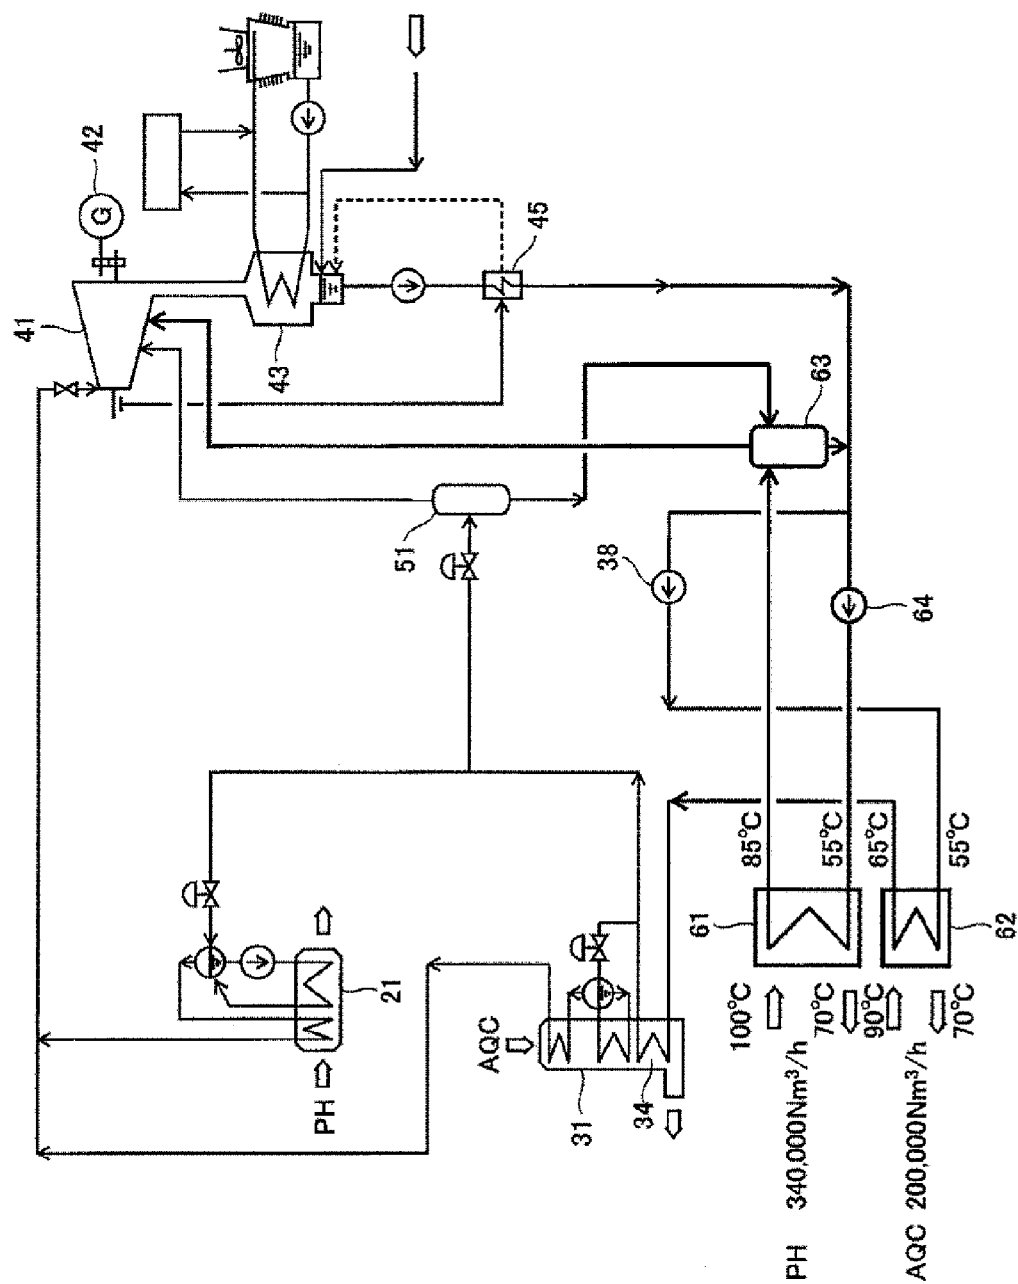 42
G
41
43
45
63
51
38
64
21
PH
AQC
31
34
61
62
85°C
55°C
65°C
55°C
100°C
70°C
90°C
70°C
PH 340,000Nm³/h
AQC 200,000Nm³/h